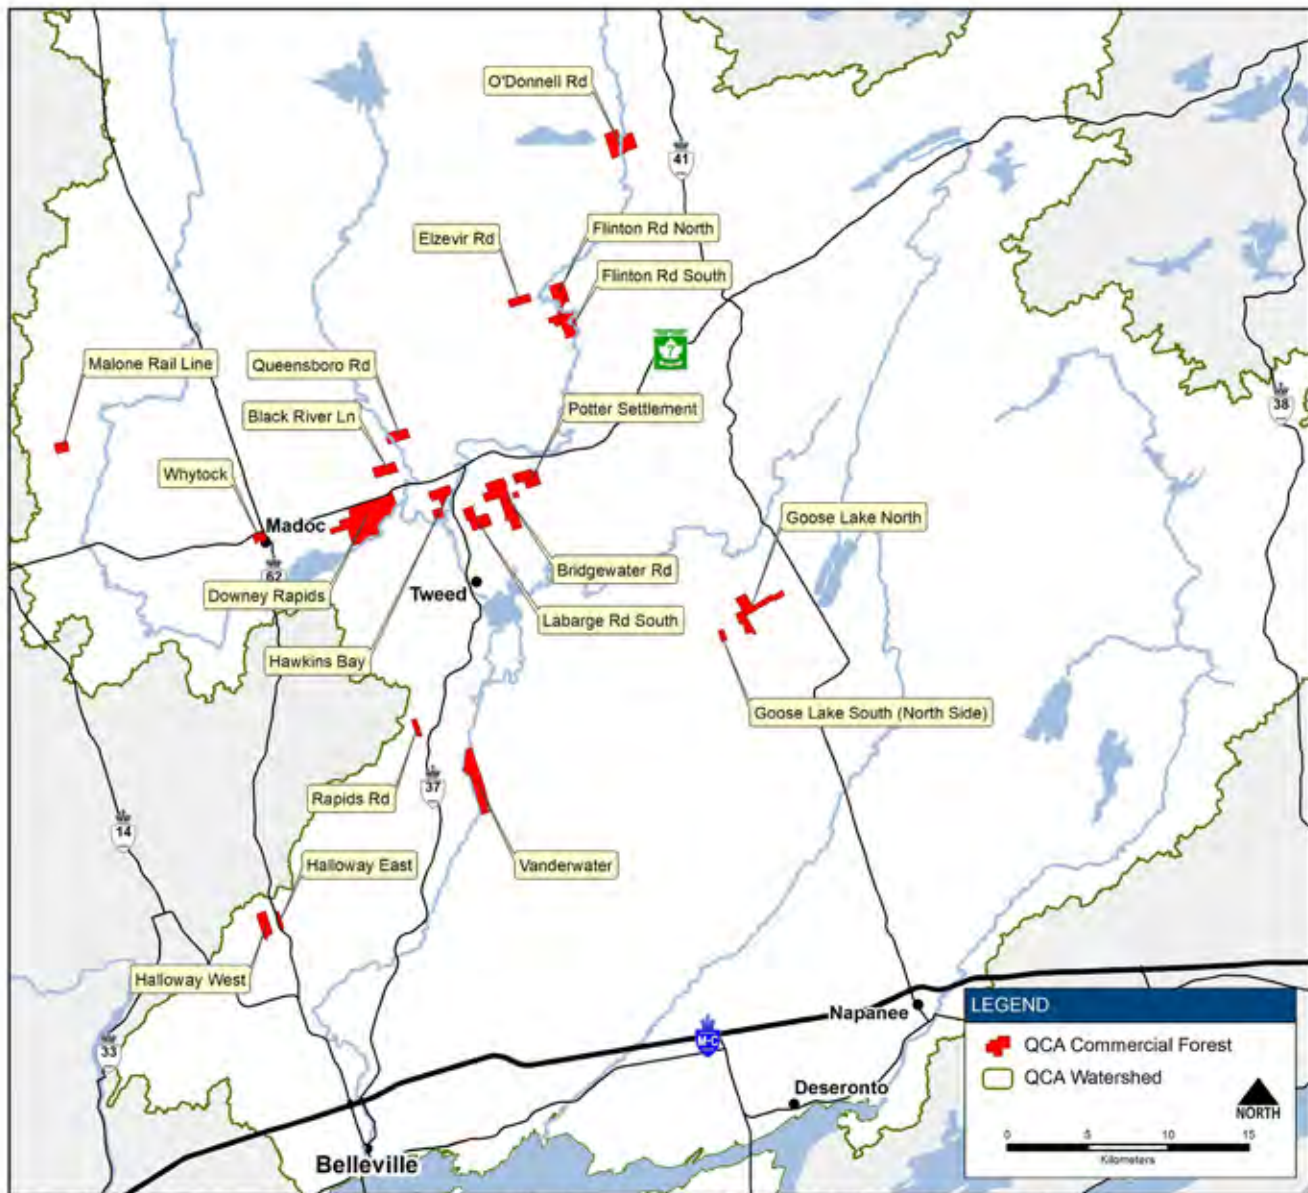 O'Donnell Rd
41
Flinton Rd North
Elzevir Rd
Flinton Rd South
7
Malone Rail Line
Queensboro Rd
Potter Settlement
Black River Ln
38
Whytock
Goose Lake North
Madoc
Bridgewater Rd
62
Downey Rapids
Tweed
Labarge Rd South
Hawkins Bay
Goose Lake South (North Side)
37
Rapids Rd
14
Halloway East
Vanderwater
Halloway West
33
M-C
Napanee
Deseronto
Belleville
LEGEND
QCA Commercial Forest
QCA Watershed
NORTH
0 5 10 15
Kilometers